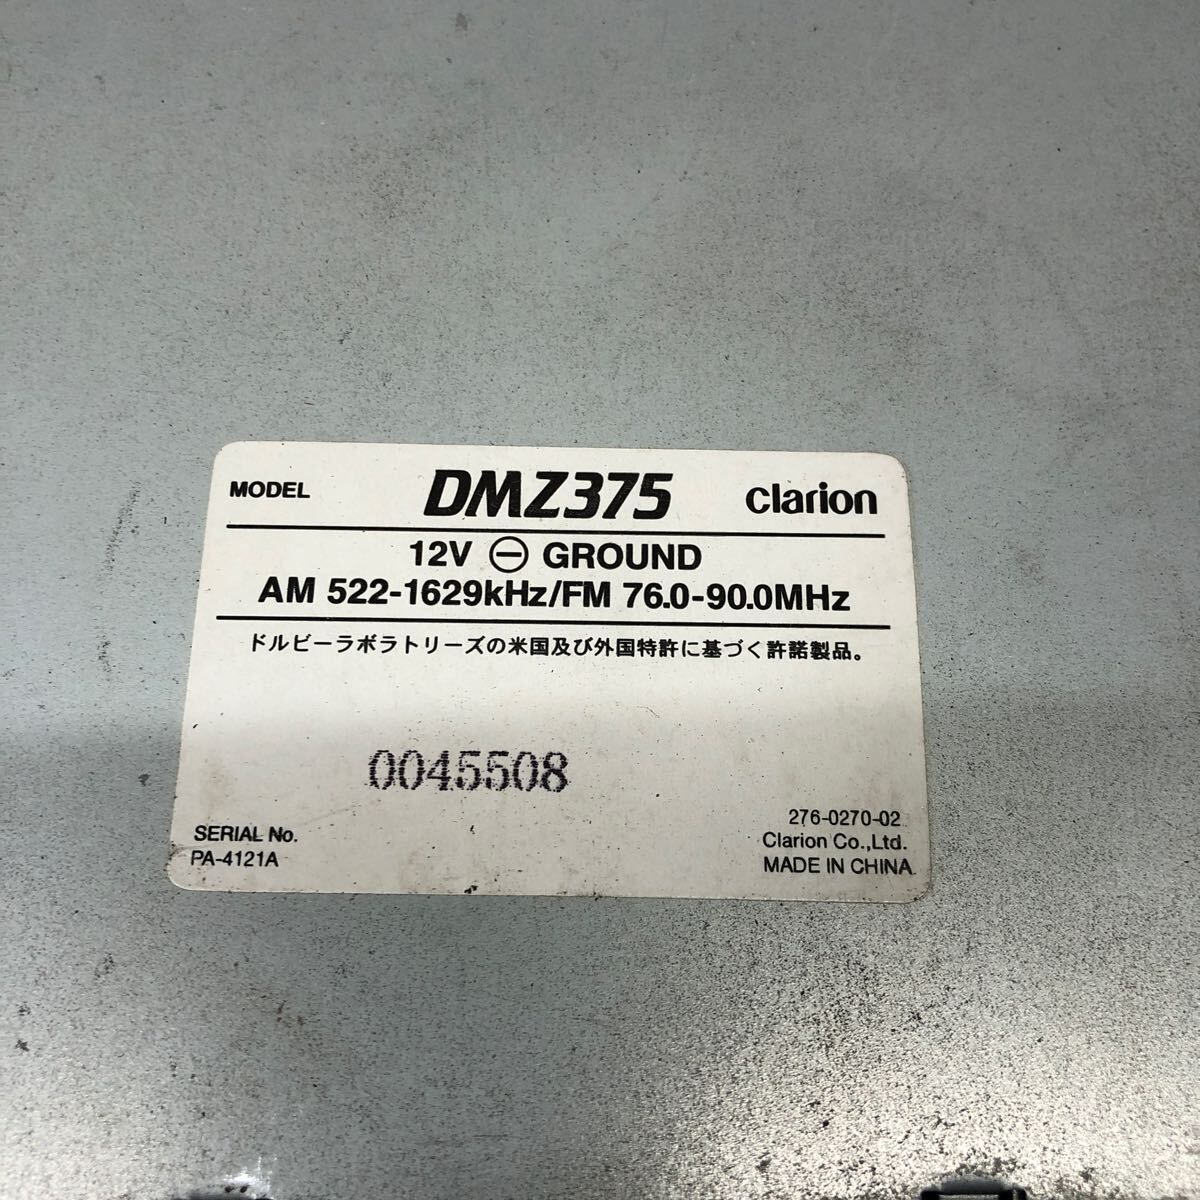 MODEL DMZ375 clarion
12V ⊖ GROUND
AM 522-1629kHz/FM 76.0-90.0MHz
ドルビーラボラトリーズの米国及び外国特許に基づく許諾製品。
0045508
SERIAL No.
PA-4121A
276-0270-02
Clarion Co.,Ltd.
MADE IN CHINA